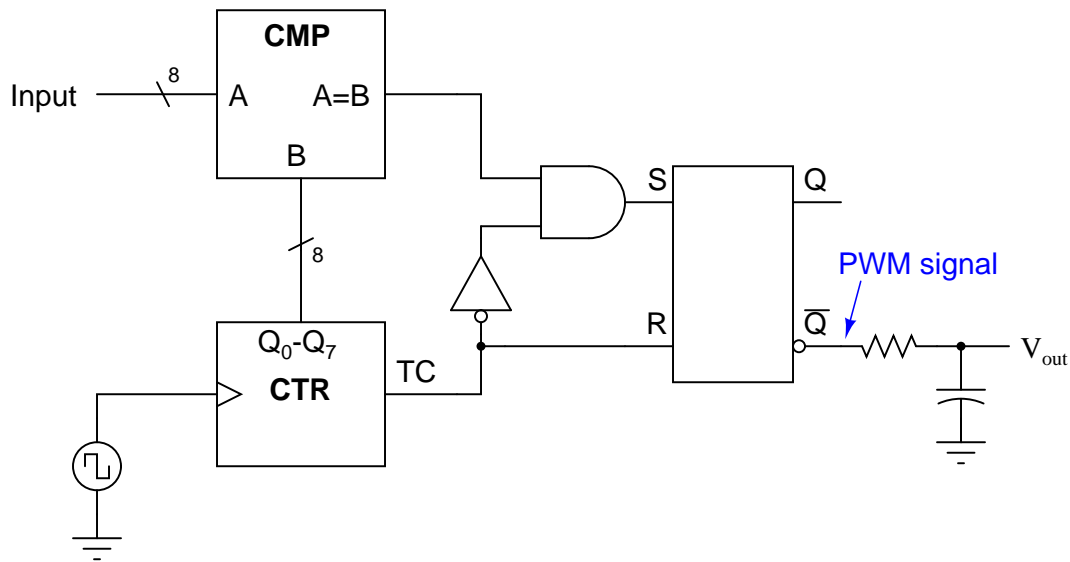 CMP
8
Input
A
A=B
B
8
S
Q
PWM signal
R
Q̅
Q₀-Q₇
TC
CTR
Vout